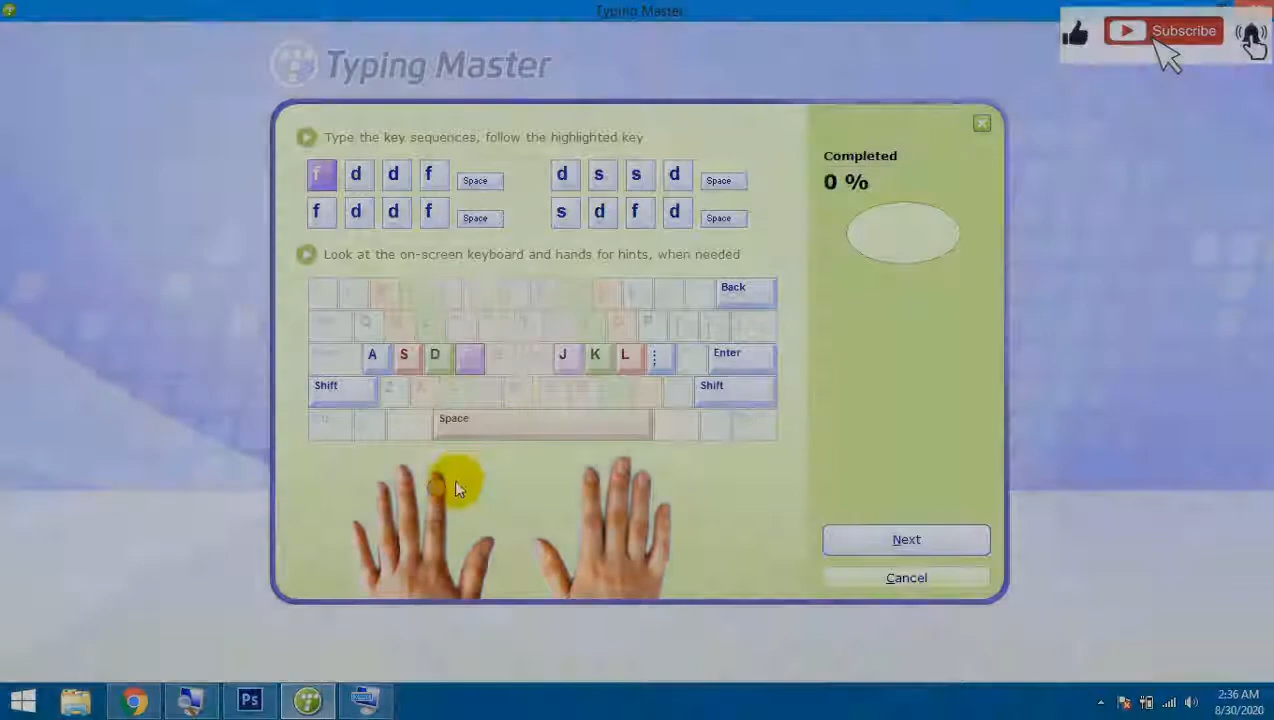 Typing Master
Subscribe
Typing Master
Type the key sequences, follow the highlighted key
f d d f Space d s s d Space
f d d f Space s d f d Space
Look at the on-screen keyboard and hands for hints, when needed
Back
Q P
A S D J K L ; Enter
Shift Z Shift
Space
Completed
0 %
Next
Cancel
Ps
2:36 AM
8/30/2020